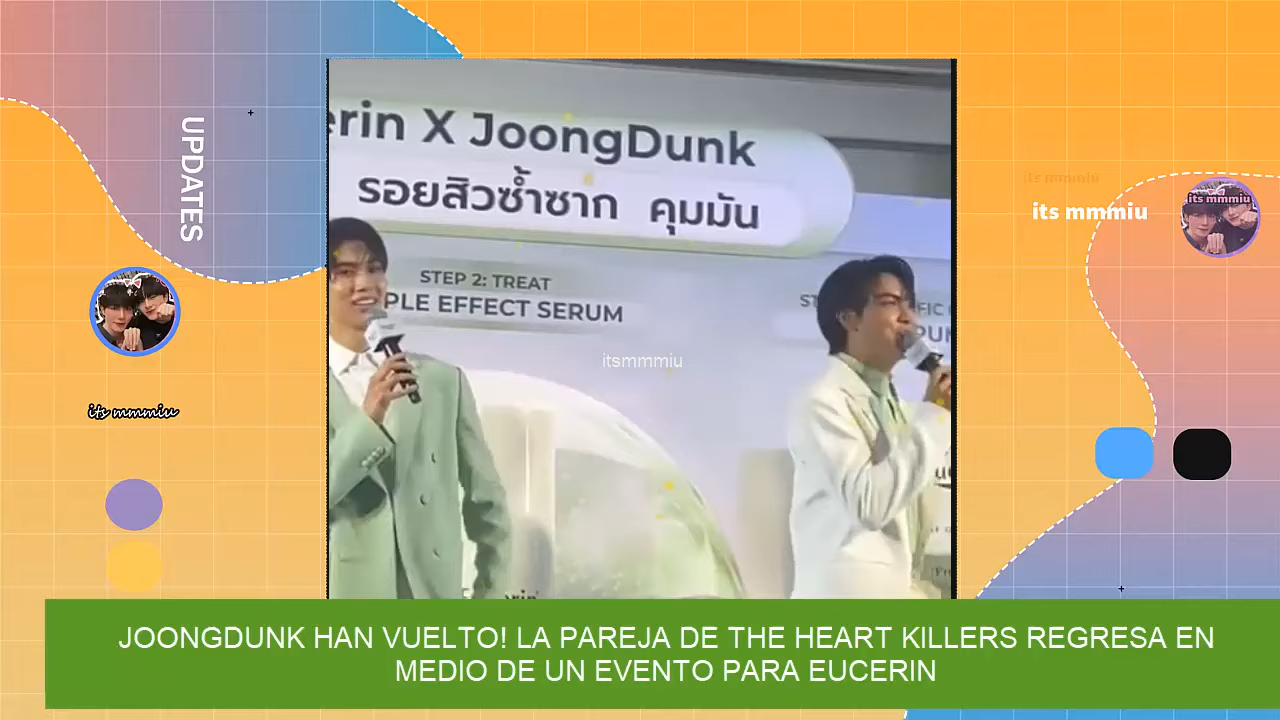 UPDATES
its mmmiu
its mmmiu
its mmmiu
its mmmiu
erin X JoongDunk
รอยสิวซ้ำซาก คุมมัน
STEP 2: TREAT
PLE EFFECT SERUM
itsmmmiu
JOONGDUNK HAN VUELTO! LA PAREJA DE THE HEART KILLERS REGRESA EN
MEDIO DE UN EVENTO PARA EUCERIN